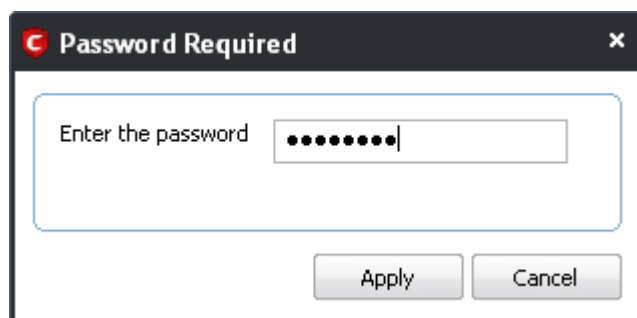 Password Required
Enter the password ●●●●●●●●
Apply Cancel